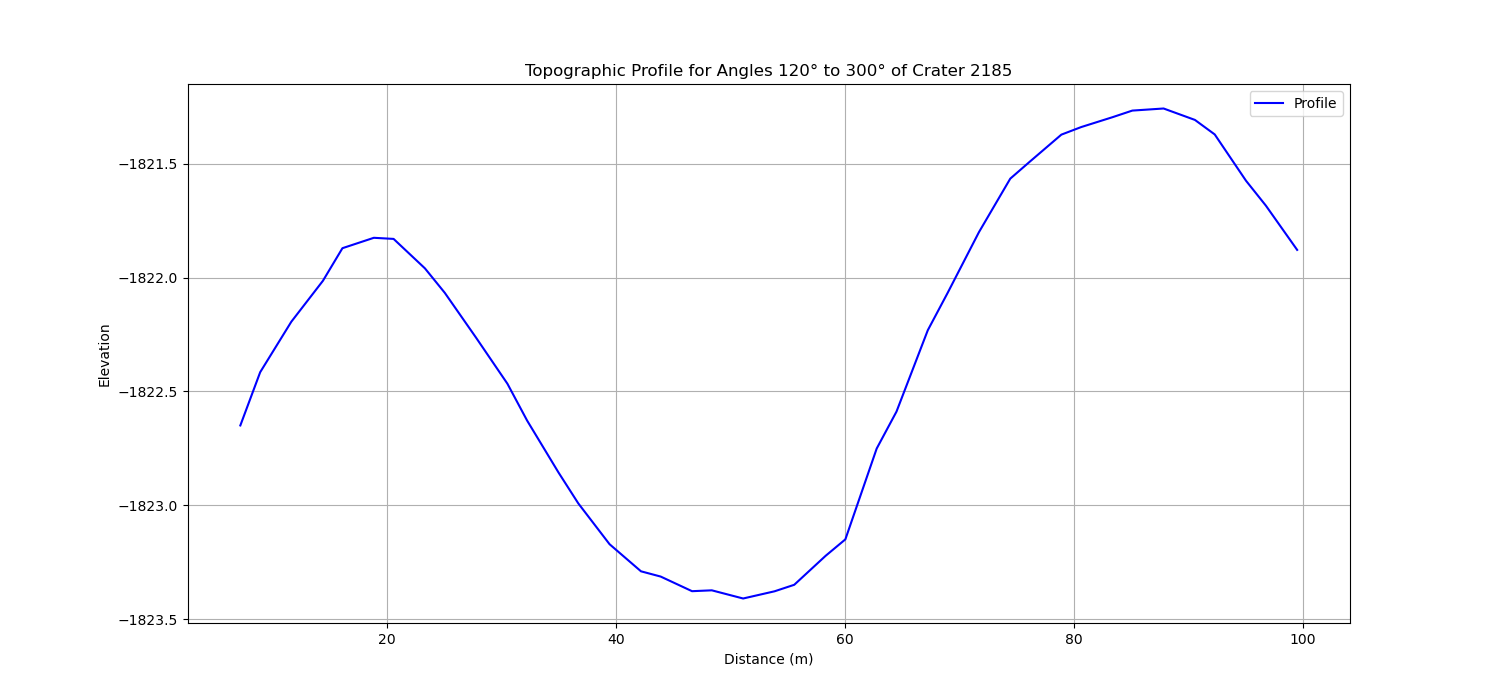 Topographic Profile for Angles 120° to 300° of Crater 2185
Profile
Elevation
−1821.5
−1822.0
−1822.5
−1823.0
−1823.5
20 40 60 80 100
Distance (m)